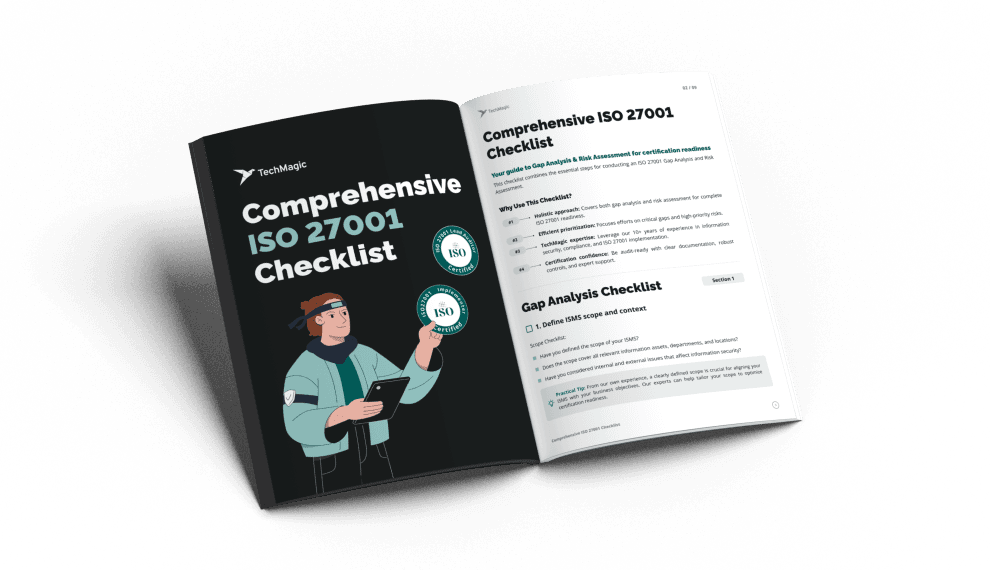 TechMagic
Comprehensive
ISO 27001
Checklist
ISO 27001 Lead Auditor
ISO
Certified
ISO27001 Implementer
ISO
Certified
TechMagic
Comprehensive ISO 27001
Checklist
Your guide to Gap Analysis & Risk Assessment for certification readiness
This checklist combines the essential steps for conducting an ISO 27001 Gap Analysis and Risk
Assessment.
Why Use This Checklist?
#1 Holistic approach: Covers both gap analysis and risk assessment for complete
ISO 27001 readiness.
#2 Efficient prioritization: Focuses efforts on critical gaps and high-priority risks.
#3 TechMagic expertise: Leverage our 10+ years of experience in information
security, compliance, and ISO 27001 implementation.
#4 Certification confidence: Be audit-ready with clear documentation, robust
controls, and expert support.
Section 1
Gap Analysis Checklist
1. Define ISMS scope and context
Scope Checklist:
Have you defined the scope of your ISMS?
Does the scope cover all relevant information assets, departments, and locations?
Have you considered internal and external issues that affect information security?
Practical Tip: From our own experience, a clearly defined scope is crucial for aligning your
ISMS with your business objectives. Our experts can help tailor your scope to optimize
certification readiness.
Comprehensive ISO 27001 Checklist